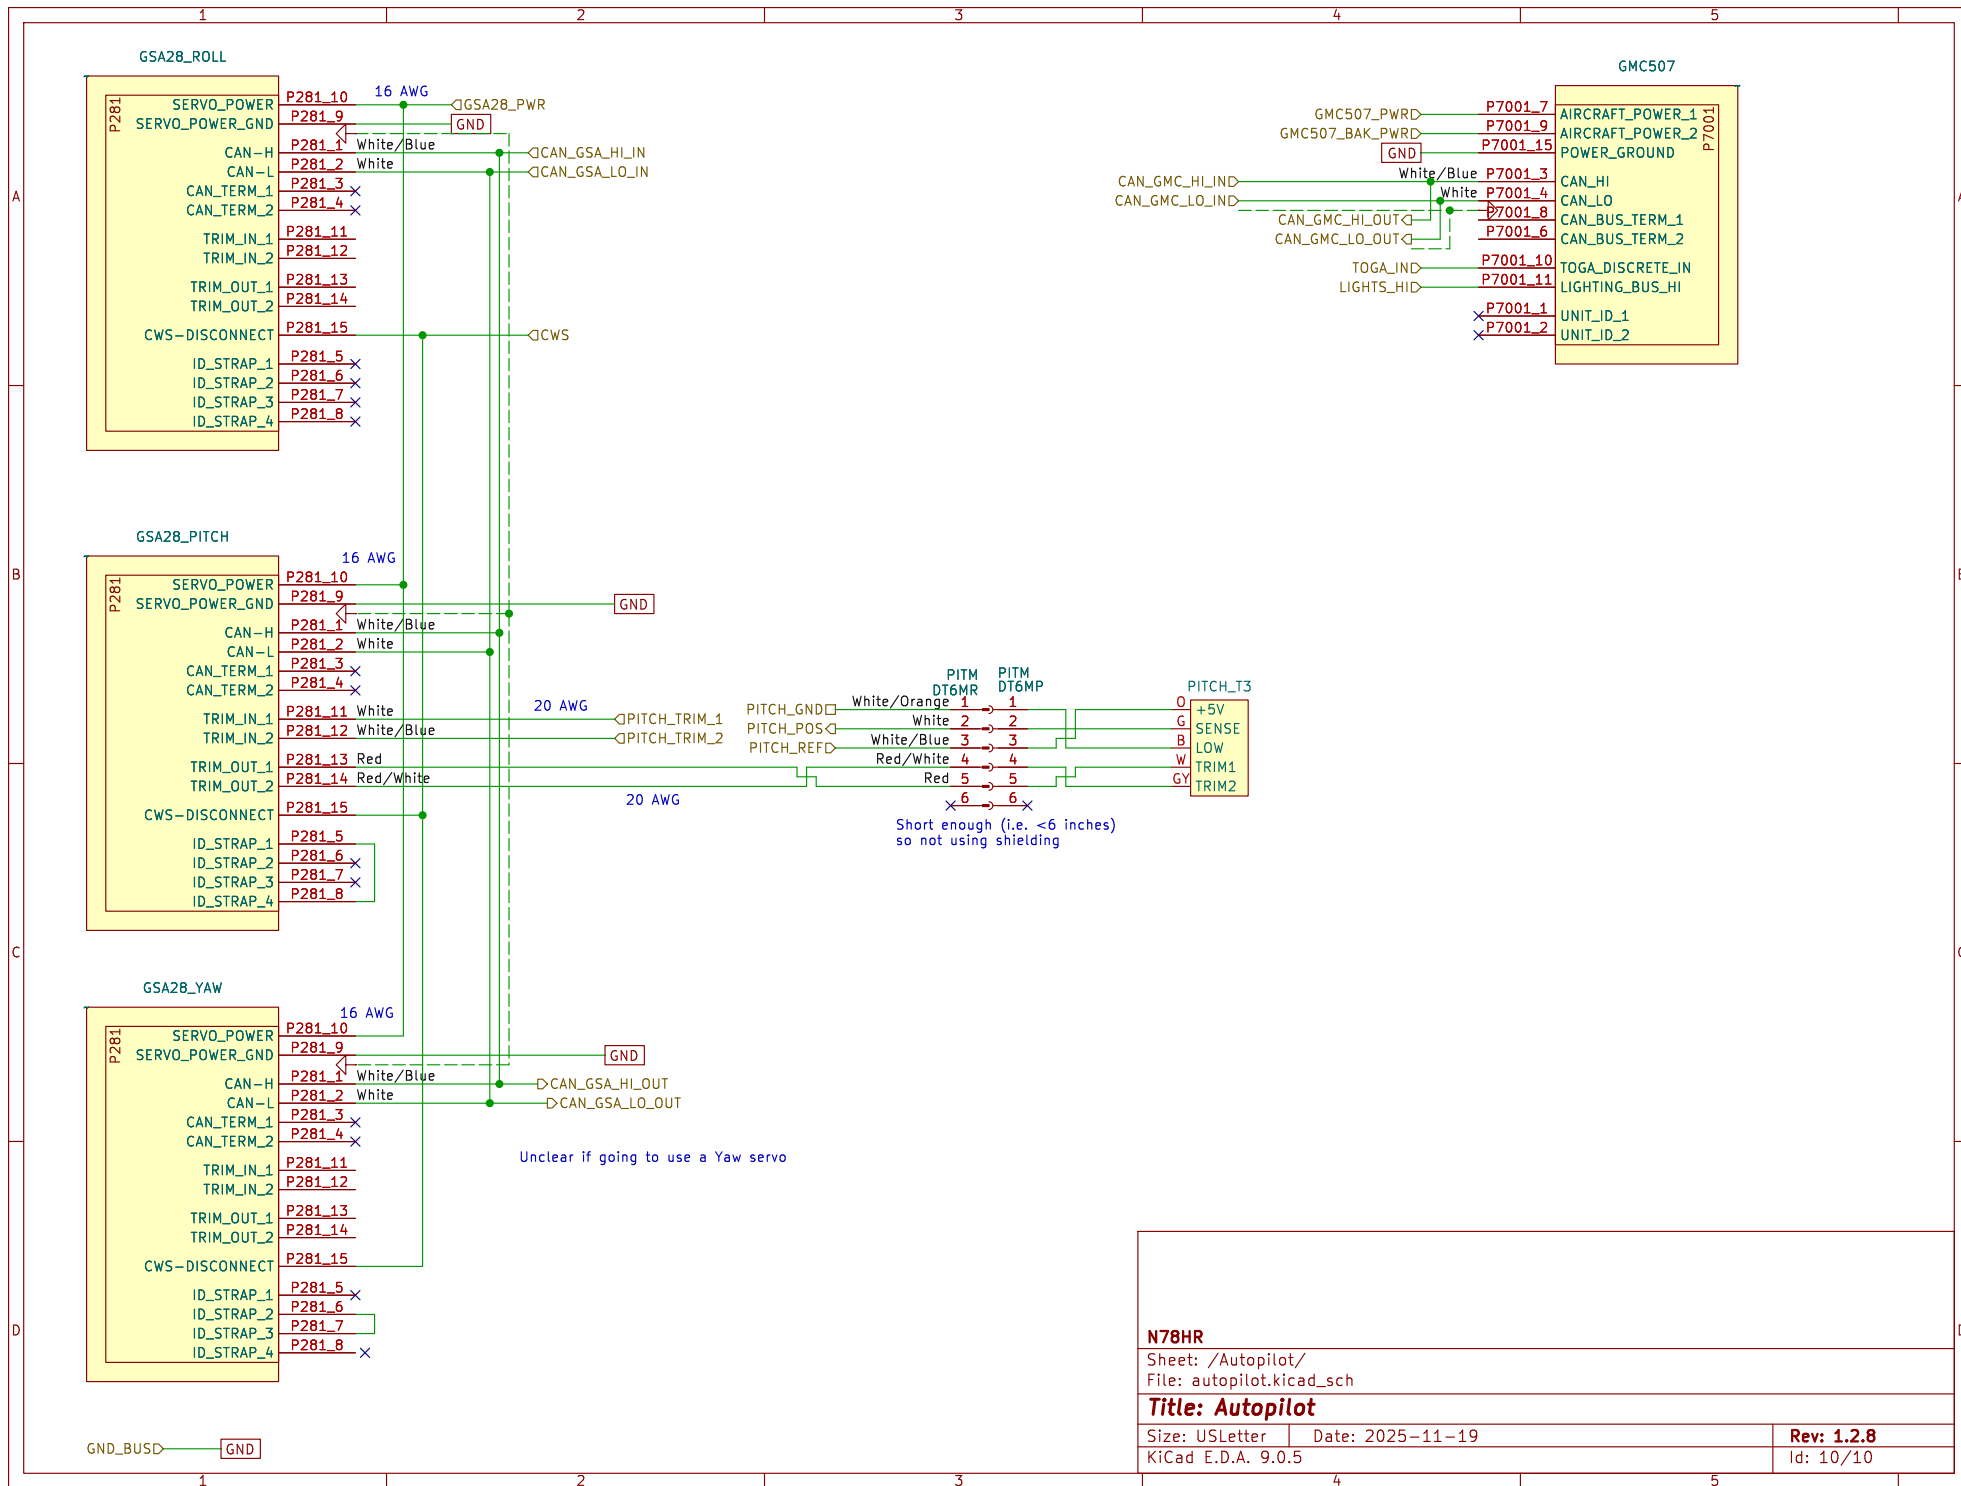 1 2 3 4 5
A
B
C
D
GSA28_ROLL
P281
SERVO_POWER P281_10 16 AWG GSA28_PWR
SERVO_POWER_GND P281_9 GND
CAN-H P281_1 White/Blue CAN_GSA_HI_IN
CAN-L P281_2 White CAN_GSA_LO_IN
CAN_TERM_1 P281_3
CAN_TERM_2 P281_4
TRIM_IN_1 P281_11
TRIM_IN_2 P281_12
TRIM_OUT_1 P281_13
TRIM_OUT_2 P281_14
CWS-DISCONNECT P281_15 CWS
ID_STRAP_1 P281_5
ID_STRAP_2 P281_6
ID_STRAP_3 P281_7
ID_STRAP_4 P281_8
GMC507
P7001
GMC507_PWR P7001_7 AIRCRAFT_POWER_1
GMC507_BAK_PWR P7001_9 AIRCRAFT_POWER_2
GND P7001_15 POWER_GROUND
CAN_GMC_HI_IN White/Blue P7001_3 CAN_HI
CAN_GMC_LO_IN White P7001_4 CAN_LO
CAN_GMC_HI_OUT P7001_8 CAN_BUS_TERM_1
CAN_GMC_LO_OUT P7001_6 CAN_BUS_TERM_2
TOGA_IN P7001_10 TOGA_DISCRETE_IN
LIGHTS_HI P7001_11 LIGHTING_BUS_HI
P7001_1 UNIT_ID_1
P7001_2 UNIT_ID_2
GSA28_PITCH
P281
16 AWG
SERVO_POWER P281_10
SERVO_POWER_GND P281_9 GND
CAN-H P281_1 White/Blue
CAN-L P281_2 White
CAN_TERM_1 P281_3
CAN_TERM_2 P281_4
20 AWG
TRIM_IN_1 P281_11 White PITCH_TRIM_1
TRIM_IN_2 P281_12 White/Blue PITCH_TRIM_2
TRIM_OUT_1 P281_13 Red
TRIM_OUT_2 P281_14 Red/White
20 AWG
CWS-DISCONNECT P281_15
ID_STRAP_1 P281_5
ID_STRAP_2 P281_6
ID_STRAP_3 P281_7
ID_STRAP_4 P281_8
PITM PITM
DT6MR DT6MP
PITCH_T3
PITCH_GND White/Orange 1 1 O +5V
PITCH_POS White 2 2 G SENSE
PITCH_REF White/Blue 3 3 B LOW
Red/White 4 4 W TRIM1
Red 5 5 GY TRIM2
6 6
Short enough (i.e. <6 inches)
so not using shielding
GSA28_YAW
P281
16 AWG
SERVO_POWER P281_10
SERVO_POWER_GND P281_9 GND
CAN-H P281_1 White/Blue CAN_GSA_HI_OUT
CAN-L P281_2 White CAN_GSA_LO_OUT
CAN_TERM_1 P281_3
CAN_TERM_2 P281_4
Unclear if going to use a Yaw servo
TRIM_IN_1 P281_11
TRIM_IN_2 P281_12
TRIM_OUT_1 P281_13
TRIM_OUT_2 P281_14
CWS-DISCONNECT P281_15
ID_STRAP_1 P281_5
ID_STRAP_2 P281_6
ID_STRAP_3 P281_7
ID_STRAP_4 P281_8
GND_BUS GND
N78HR
Sheet: /Autopilot/
File: autopilot.kicad_sch
Title: Autopilot
Size: USLetter Date: 2025-11-19 Rev: 1.2.8
KiCad E.D.A. 9.0.5 Id: 10/10
1 2 3 4 5